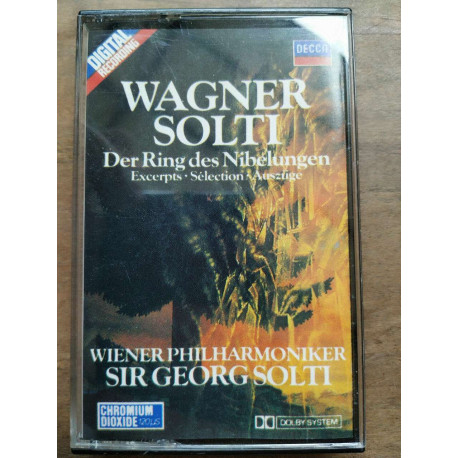 DIGITAL
RECORDING
DECCA
WAGNER
SOLTI
Der Ring des Nibelungen
Excerpts · Sélection · Auszüge
WIENER PHILHARMONIKER
SIR GEORG SOLTI
CHROMIUM
DIOXIDE
DOLBY SYSTEM